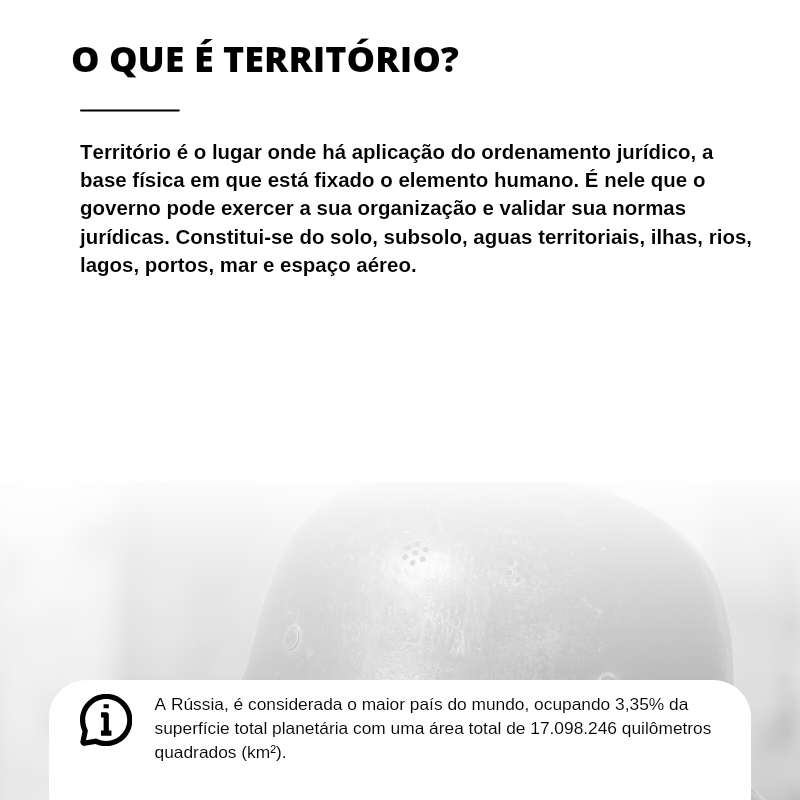 O QUE É TERRITÓRIO?
Território é o lugar onde há aplicação do ordenamento jurídico, a
base física em que está fixado o elemento humano. É nele que o
governo pode exercer a sua organização e validar sua normas
jurídicas. Constitui-se do solo, subsolo, aguas territoriais, ilhas, rios,
lagos, portos, mar e espaço aéreo.
A Rússia, é considerada o maior país do mundo, ocupando 3,35% da
superfície total planetária com uma área total de 17.098.246 quilômetros
quadrados (km²).